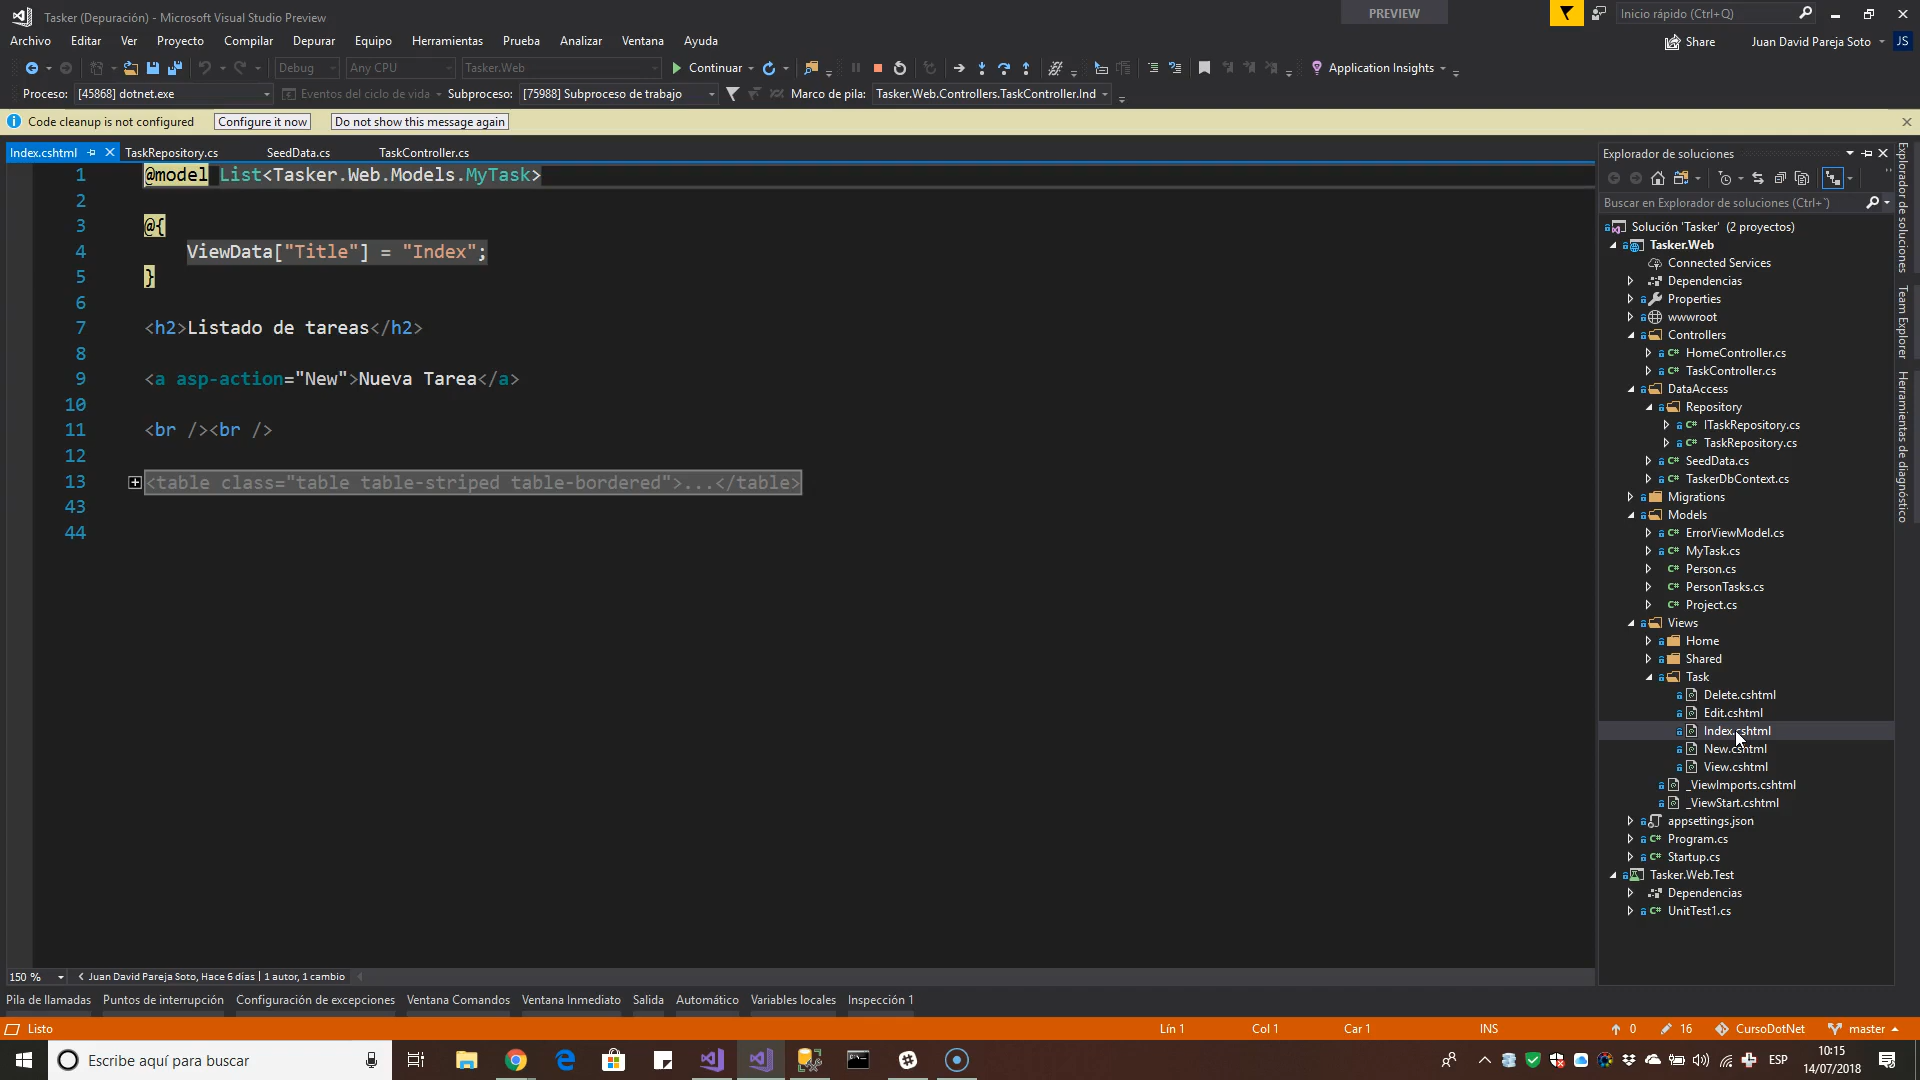 Tasker (Depuración) - Microsoft Visual Studio Preview
PREVIEW
Inicio rápido (Ctrl+Q)
Archivo Editar Ver Proyecto Compilar Depurar Equipo Herramientas Prueba Analizar Ventana Ayuda
Share Juan David Pareja Soto JS
Debug Any CPU Tasker.Web Continuar Application Insights
Proceso: [45868] dotnet.exe Eventos del ciclo de vida Subproceso: [75988] Subproceso de trabajo Marco de pila: Tasker.Web.Controllers.TaskController.Ind
Code cleanup is not configured Configure it now Do not show this message again
Index.cshtml TaskRepository.cs SeedData.cs TaskController.cs
1 @model List<Tasker.Web.Models.MyTask>
2
3 @{
4 ViewData["Title"] = "Index";
5 }
6
7 <h2>Listado de tareas</h2>
8
9 <a asp-action="New">Nueva Tarea</a>
10
11 <br /><br />
12
13 <table class="table table-striped table-bordered">...</table>
43
44
150 % Juan David Pareja Soto, Hace 6 días | 1 autor, 1 cambio
Explorador de soluciones
Buscar en Explorador de soluciones (Ctrl+´)
Solución 'Tasker' (2 proyectos)
Tasker.Web
Connected Services
Dependencias
Properties
wwwroot
Controllers
C# HomeController.cs
C# TaskController.cs
DataAccess
Repository
C# ITaskRepository.cs
C# TaskRepository.cs
C# SeedData.cs
C# TaskerDbContext.cs
Migrations
Models
C# ErrorViewModel.cs
C# MyTask.cs
C# Person.cs
C# PersonTasks.cs
C# Project.cs
Views
Home
Shared
Task
Delete.cshtml
Edit.cshtml
Index.cshtml
New.cshtml
View.cshtml
_ViewImports.cshtml
_ViewStart.cshtml
appsettings.json
C# Program.cs
C# Startup.cs
Tasker.Web.Test
Dependencias
C# UnitTest1.cs
Explorador de soluciones
Team Explorer
Herramientas de diagnóstico
Pila de llamadas Puntos de interrupción Configuración de excepciones Ventana Comandos Ventana Inmediato Salida Automático Variables locales Inspección 1
Listo Lín 1 Col 1 Car 1 INS 0 16 CursoDotNet master
Escribe aquí para buscar
ESP
10:15
14/07/2018